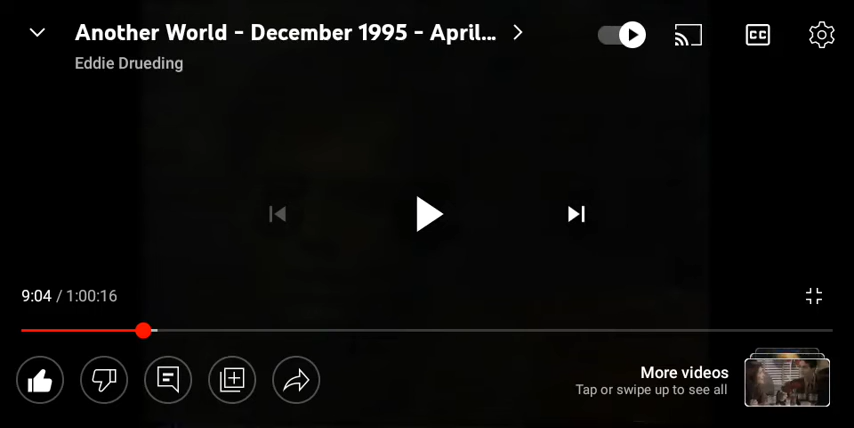 Another World - December 1995 - April...
Eddie Drueding
CC
9:04 / 1:00:16
More videos
Tap or swipe up to see all